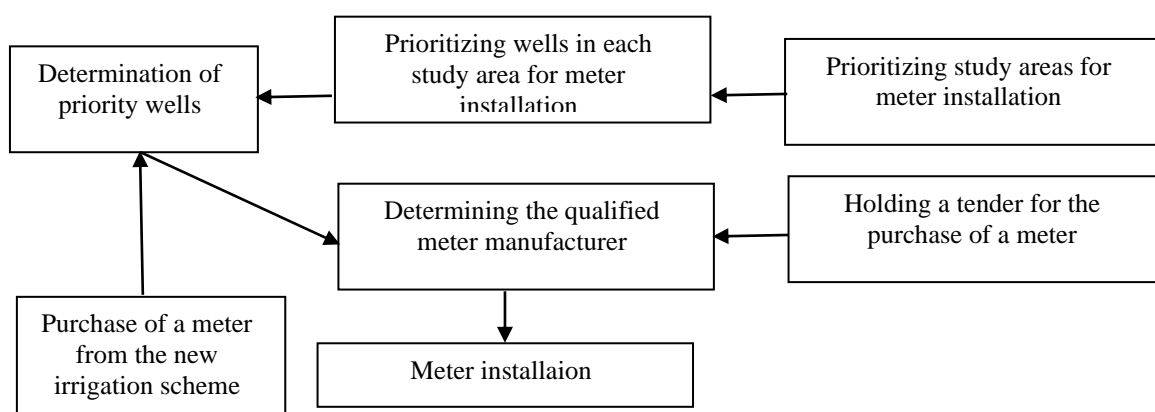 Determination of
priority wells
Prioritizing wells in each
study area for meter
installation
Prioritizing study areas for
meter installation
Determining the qualified
meter manufacturer
Holding a tender for the
purchase of a meter
Purchase of a meter
from the new
irrigation scheme
Meter installaion